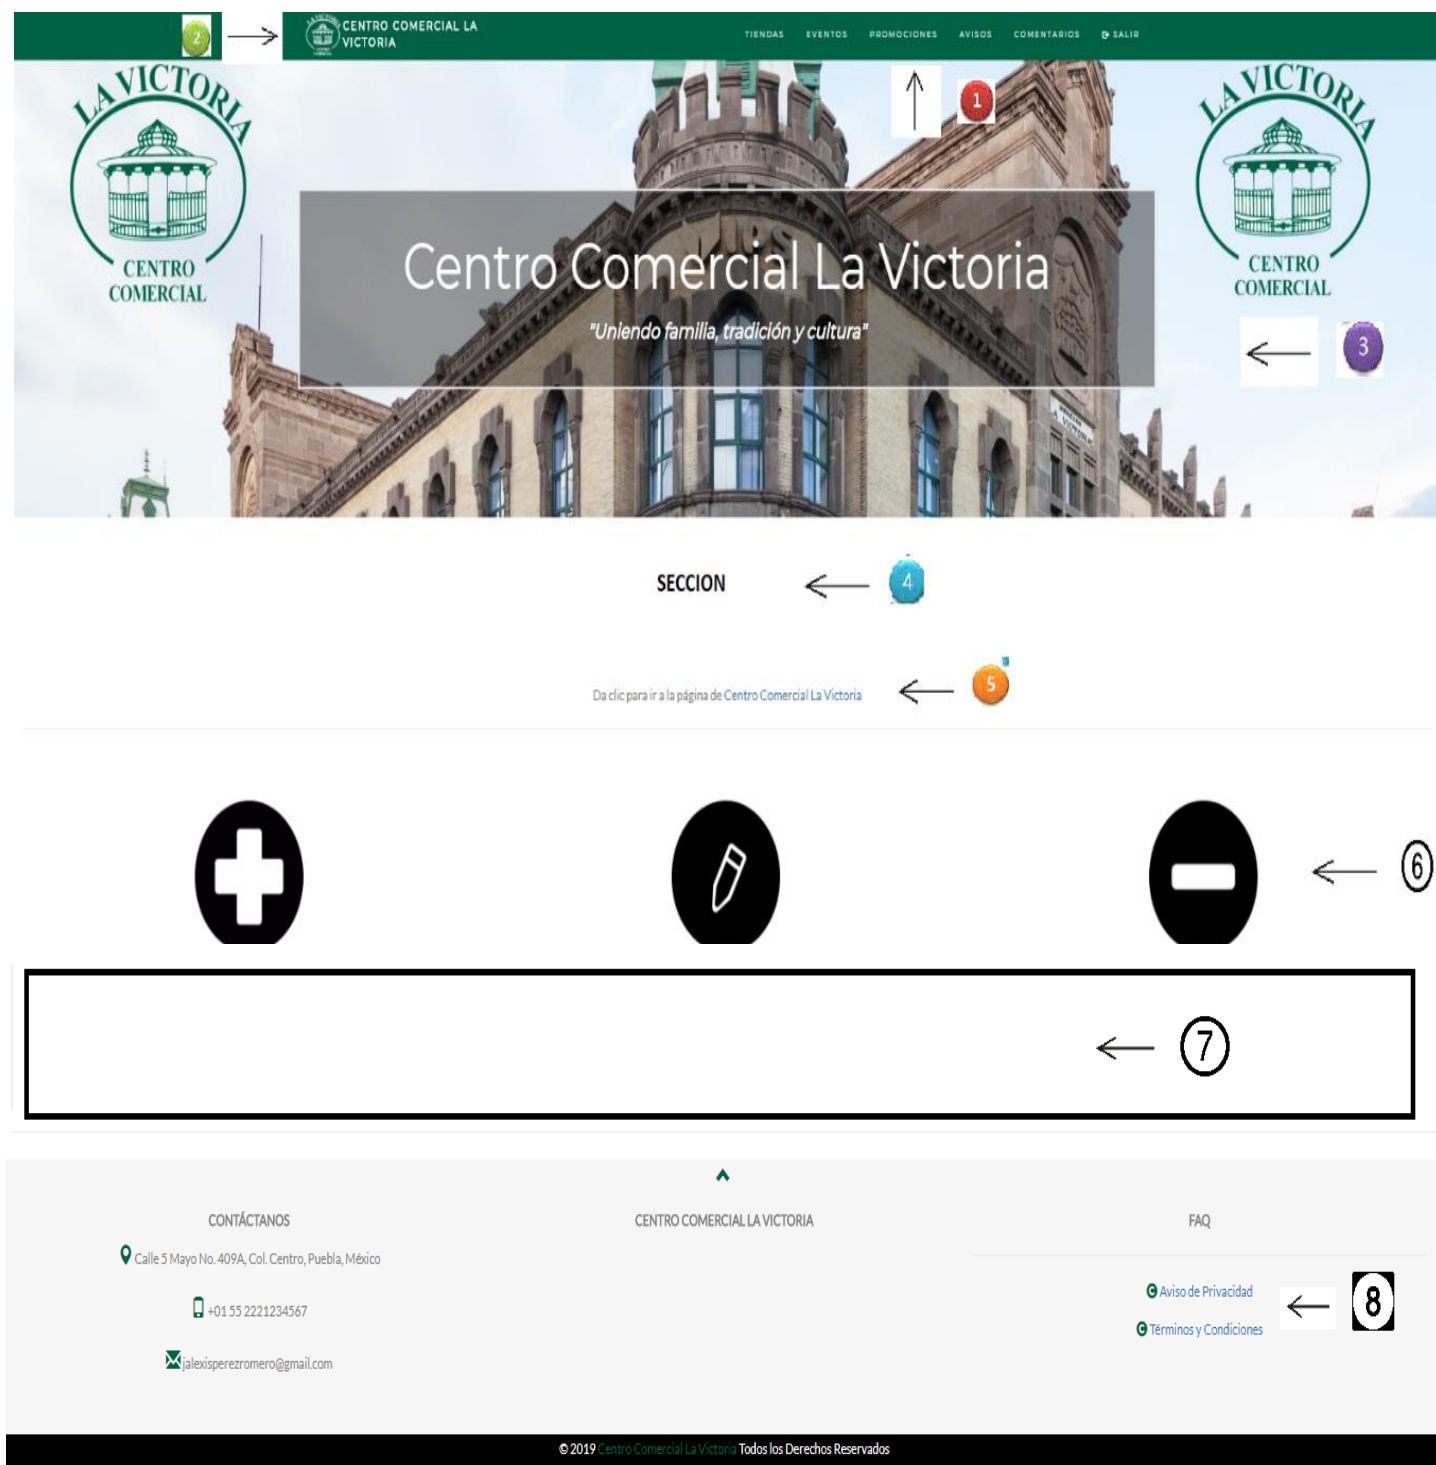 2
CENTRO COMERCIAL LA
VICTORIA
TIENDAS EVENTOS PROMOCIONES AVISOS COMENTARIOS SALIR
1
LA VICTORIA
CENTRO
COMERCIAL
LA VICTORIA
CENTRO
COMERCIAL
Centro Comercial La Victoria
"Uniendo familia, tradición y cultura"
3
SECCION
4
Da clic para ir a la página de Centro Comercial La Victoria
5
6
7
CONTÁCTANOS
Calle 5 Mayo No. 409A, Col. Centro, Puebla, México
+01 55 2221234567
jalexisperezromero@gmail.com
CENTRO COMERCIAL LA VICTORIA
FAQ
Aviso de Privacidad
Términos y Condiciones
8
© 2019 Centro Comercial La Victoria Todos los Derechos Reservados